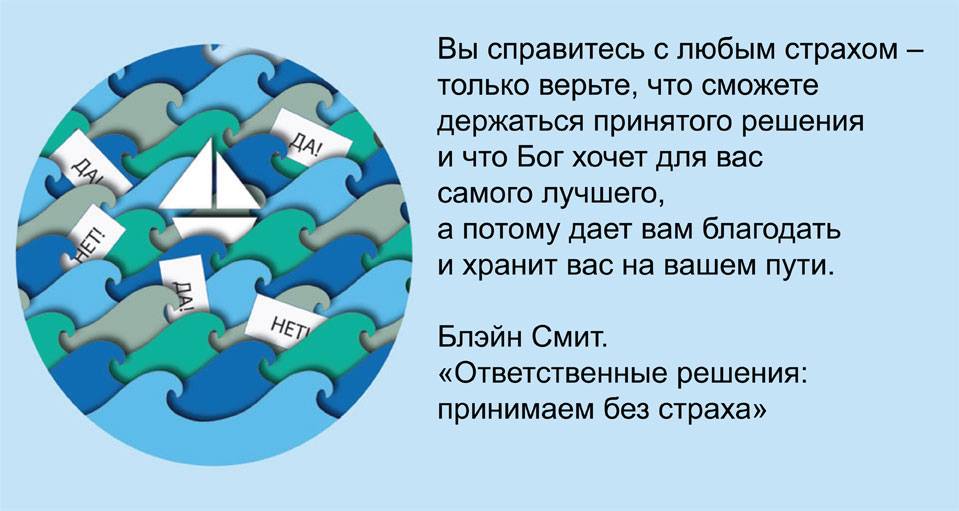 Вы справитесь с любым страхом –
только верьте, что сможете
держаться принятого решения
и что Бог хочет для вас
самого лучшего,
а потому дает вам благодать
и хранит вас на вашем пути.
Блэйн Смит.
«Ответственные решения:
принимаем без страха»
ДА!
ДА!
НЕТ!
ДА!
НЕТ!